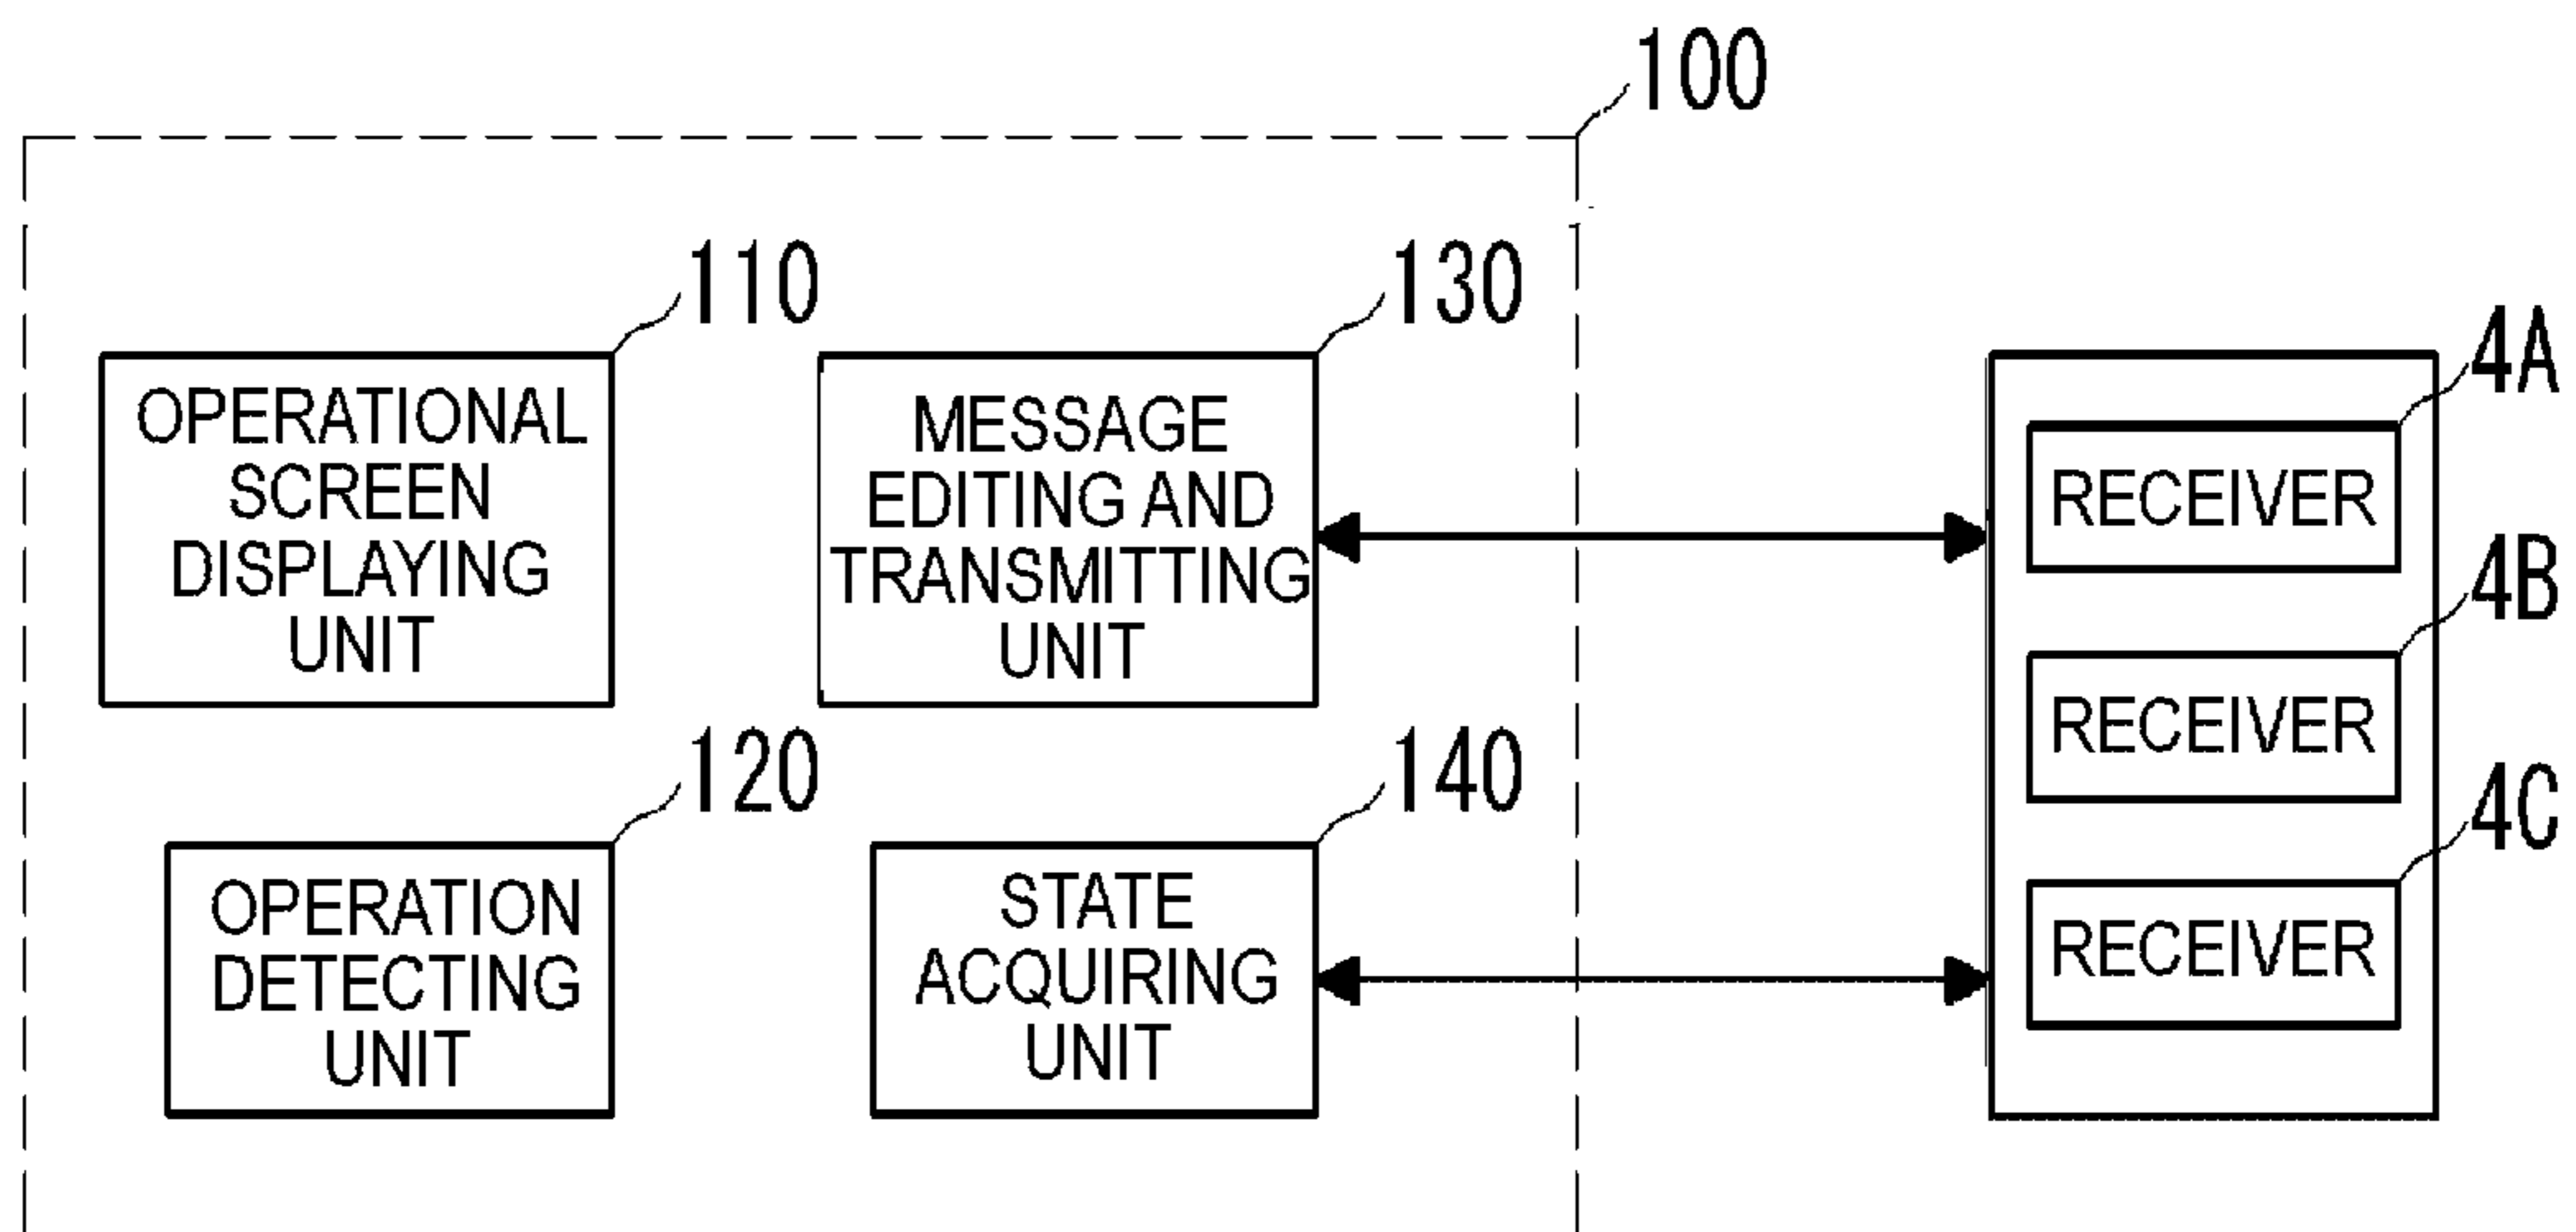 100
110
OPERATIONAL
SCREEN
DISPLAYING
UNIT
130
MESSAGE
EDITING AND
TRANSMITTING
UNIT
120
OPERATION
DETECTING
UNIT
140
STATE
ACQUIRING
UNIT
4A
RECEIVER
4B
RECEIVER
4C
RECEIVER